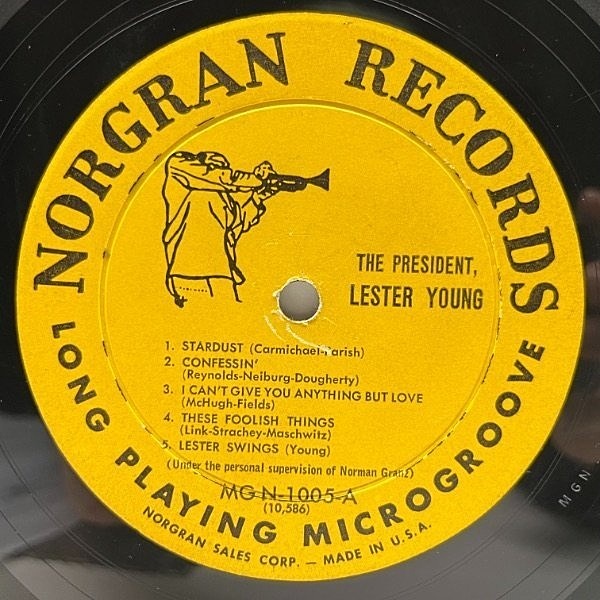 NORGRAN RECORDS
THE PRESIDENT,
LESTER YOUNG
1. STARDUST (Carmichael-Parish)
2. CONFESSIN'
(Reynolds-Neiburg-Dougherty)
3. I CAN'T GIVE YOU ANYTHING BUT LOVE
(McHugh-Fields)
4. THESE FOOLISH THINGS
(Link-Strachey-Maschwitz)
5. LESTER SWINGS (Young)
(Under the personal supervision of Norman Granz)
MG N-1005-A
(10,586)
LONG PLAYING MICROGROOVE
NORGRAN SALES CORP. — MADE IN U.S.A.
MGN